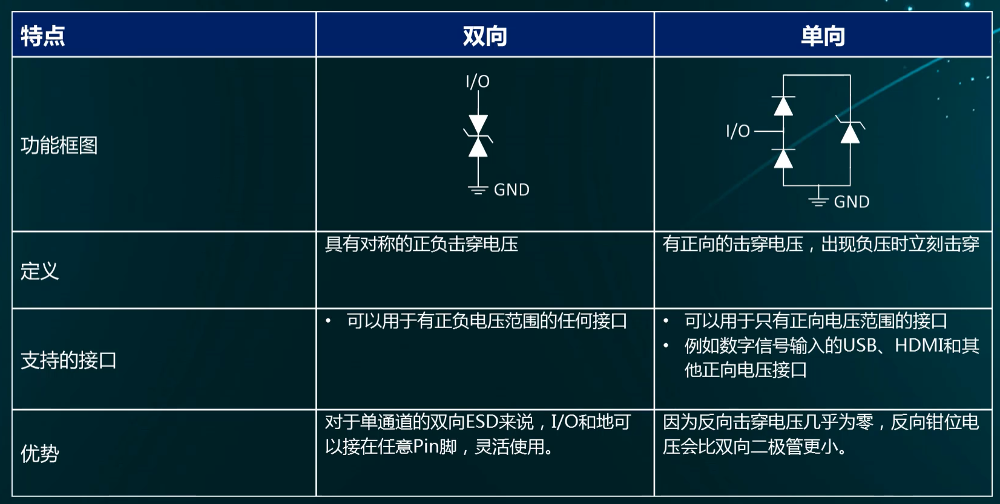 特点
双向
单向
功能框图
I/O
GND
I/O
GND
定义
具有对称的正负击穿电压
有正向的击穿电压，出现负压时立刻击穿
支持的接口
• 可以用于有正负电压范围的任何接口
• 可以用于只有正向电压范围的接口
• 例如数字信号输入的USB、HDMI和其
他正向电压接口
优势
对于单通道的双向ESD来说，I/O和地可
以接在任意Pin脚，灵活使用。
因为反向击穿电压几乎为零，反向钳位电
压会比双向二极管更小。